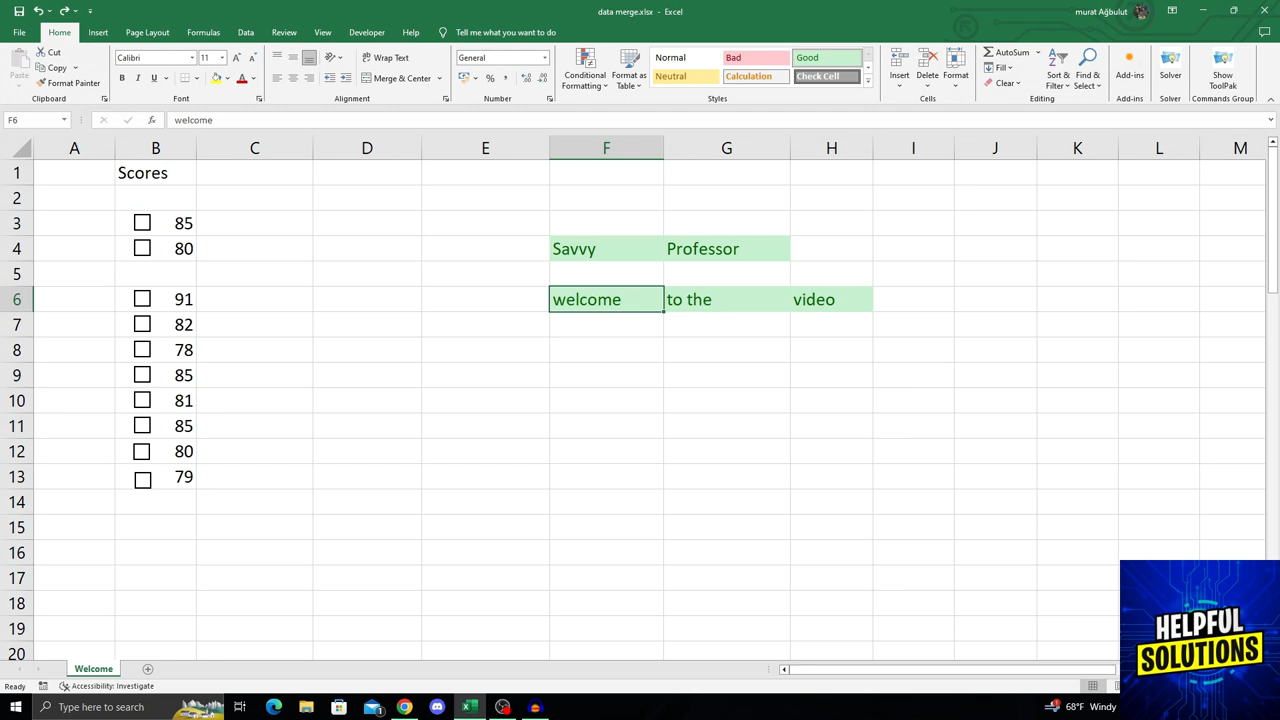 data merge.xlsx - Excel
murat Ağbulut
File Home Insert Page Layout Formulas Data Review View Developer Help Tell me what you want to do
Cut
Copy
Format Painter
Paste
Clipboard
Calibri 11
B I U
Font
Wrap Text
Merge & Center
Alignment
General
Number
Conditional Formatting
Format as Table
Normal Bad Good
Neutral Calculation Check Cell
Styles
Insert Delete Format
Cells
AutoSum
Fill
Clear
Sort & Filter
Find & Select
Editing
Add-ins
Add-ins
Solver
Solver
Show ToolPak
Commands Group
F6 fx welcome
A B C D E F G H I J K L M
1 Scores
2
3 85
4 80 Savvy Professor
5
6 91 welcome to the video
7 82
8 78
9 85
10 81
11 85
12 80
13 79
14
15
16
17
18
19
20
HELPFUL
SOLUTIONS
Welcome
Ready Accessibility: Investigate
Type here to search
68°F Windy